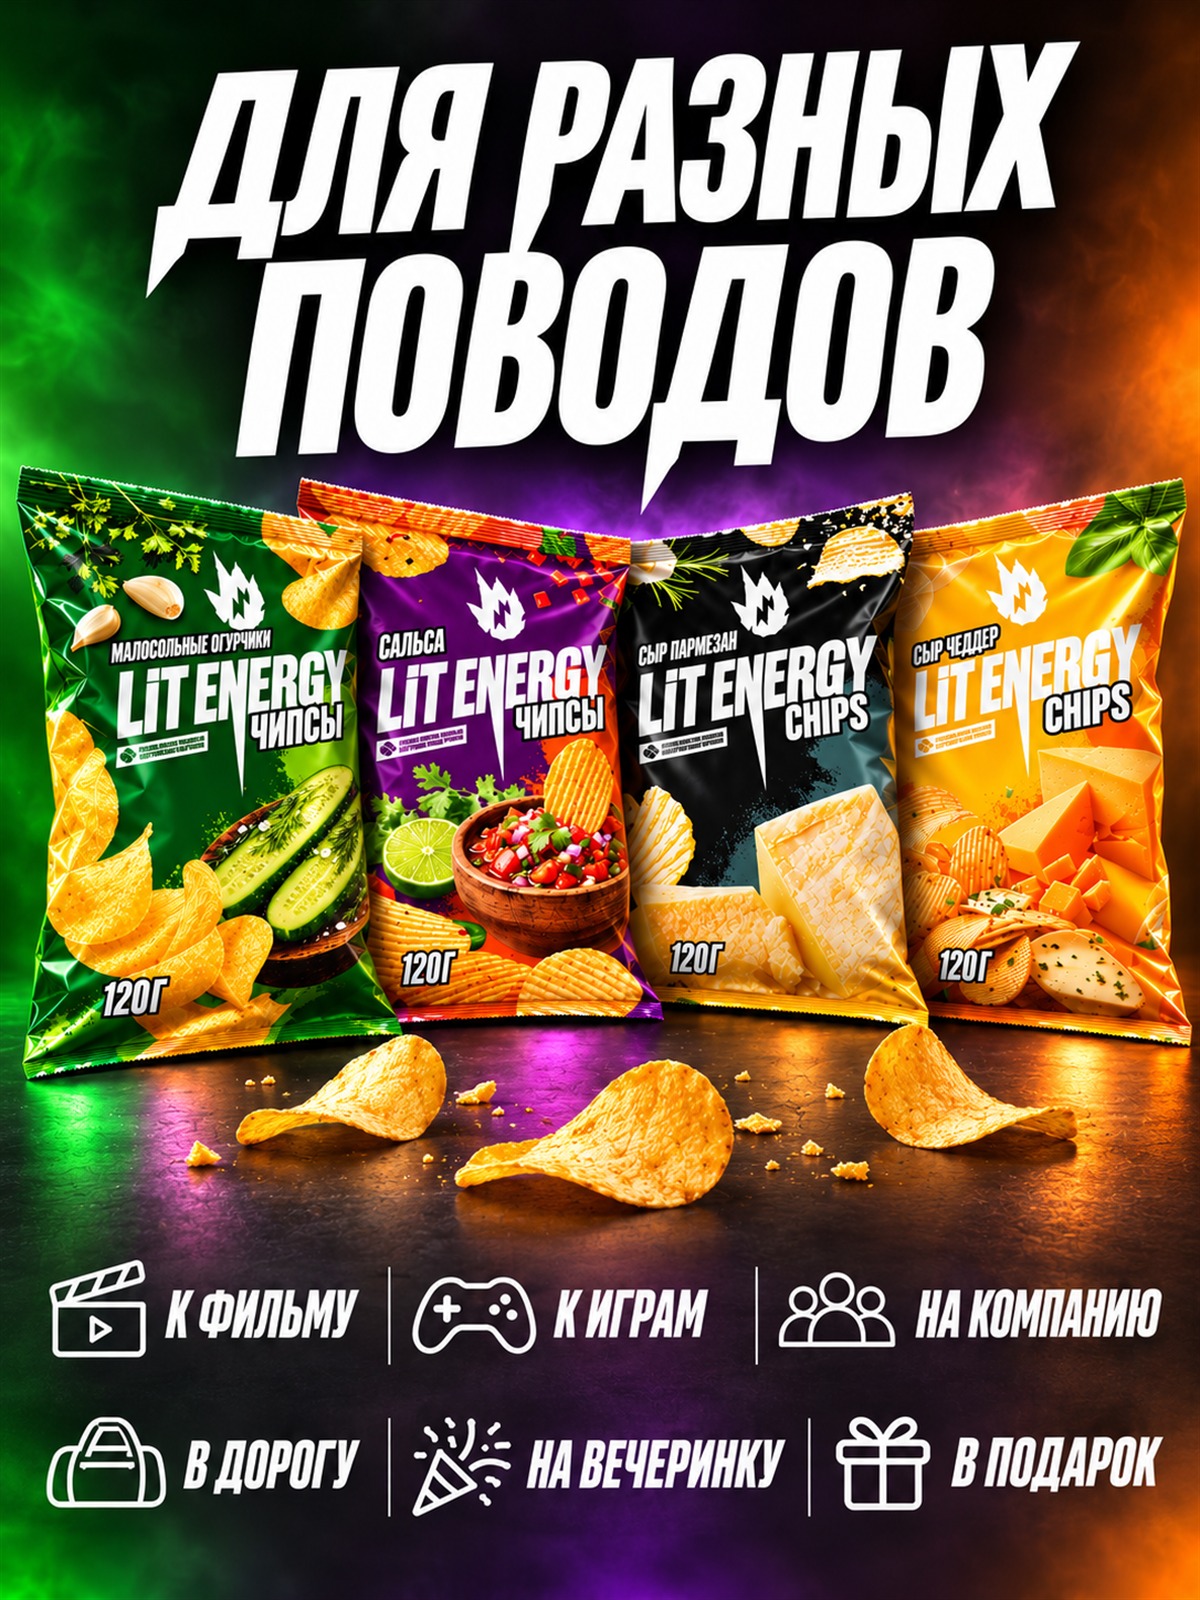 ДЛЯ РАЗНЫХ
ПОВОДОВ
МАЛОСОЛЬНЫЕ ОГУРЧИКИ
LIT ENERGY
ЧИПСЫ
120Г
САЛЬСА
LIT ENERGY
ЧИПСЫ
120Г
СЫР ПАРМЕЗАН
LIT ENERGY
CHIPS
120Г
СЫР ЧЕДДЕР
LIT ENERGY
CHIPS
120Г
К ФИЛЬМУ
К ИГРАМ
НА КОМПАНИЮ
В ДОРОГУ
НА ВЕЧЕРИНКУ
В ПОДАРОК